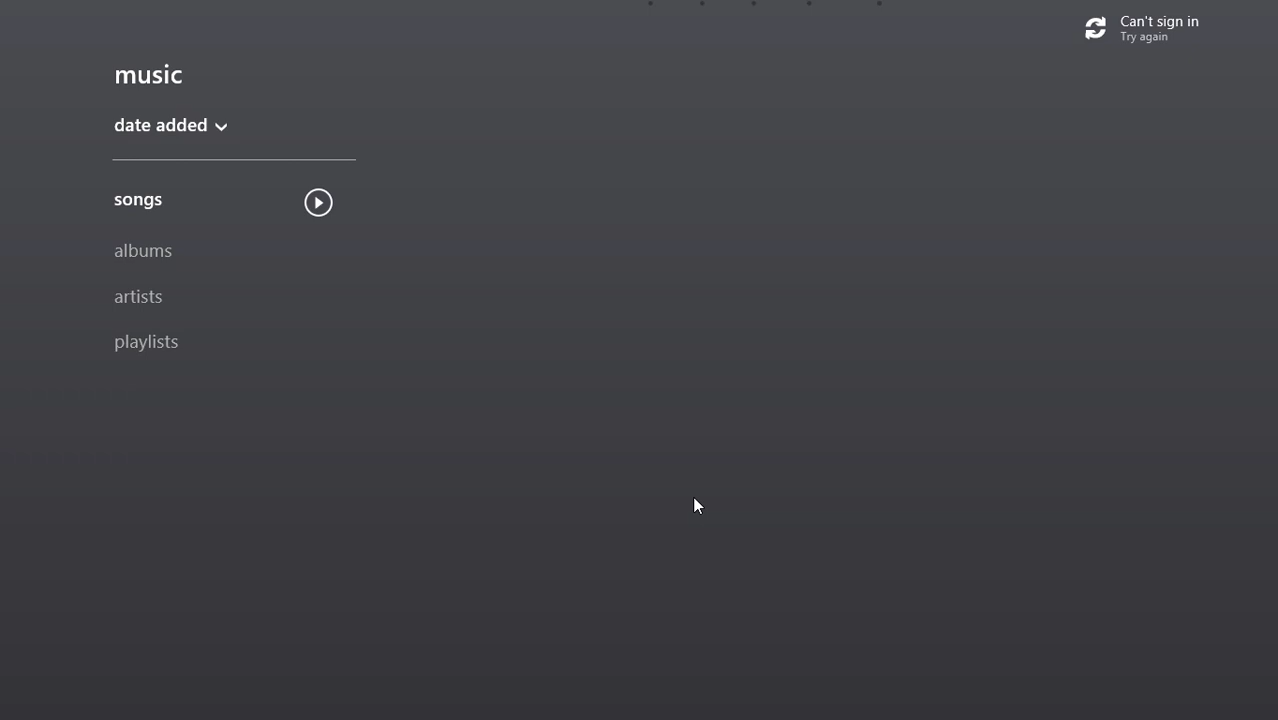 Can't sign in
Try again
music
date added
songs
albums
artists
playlists